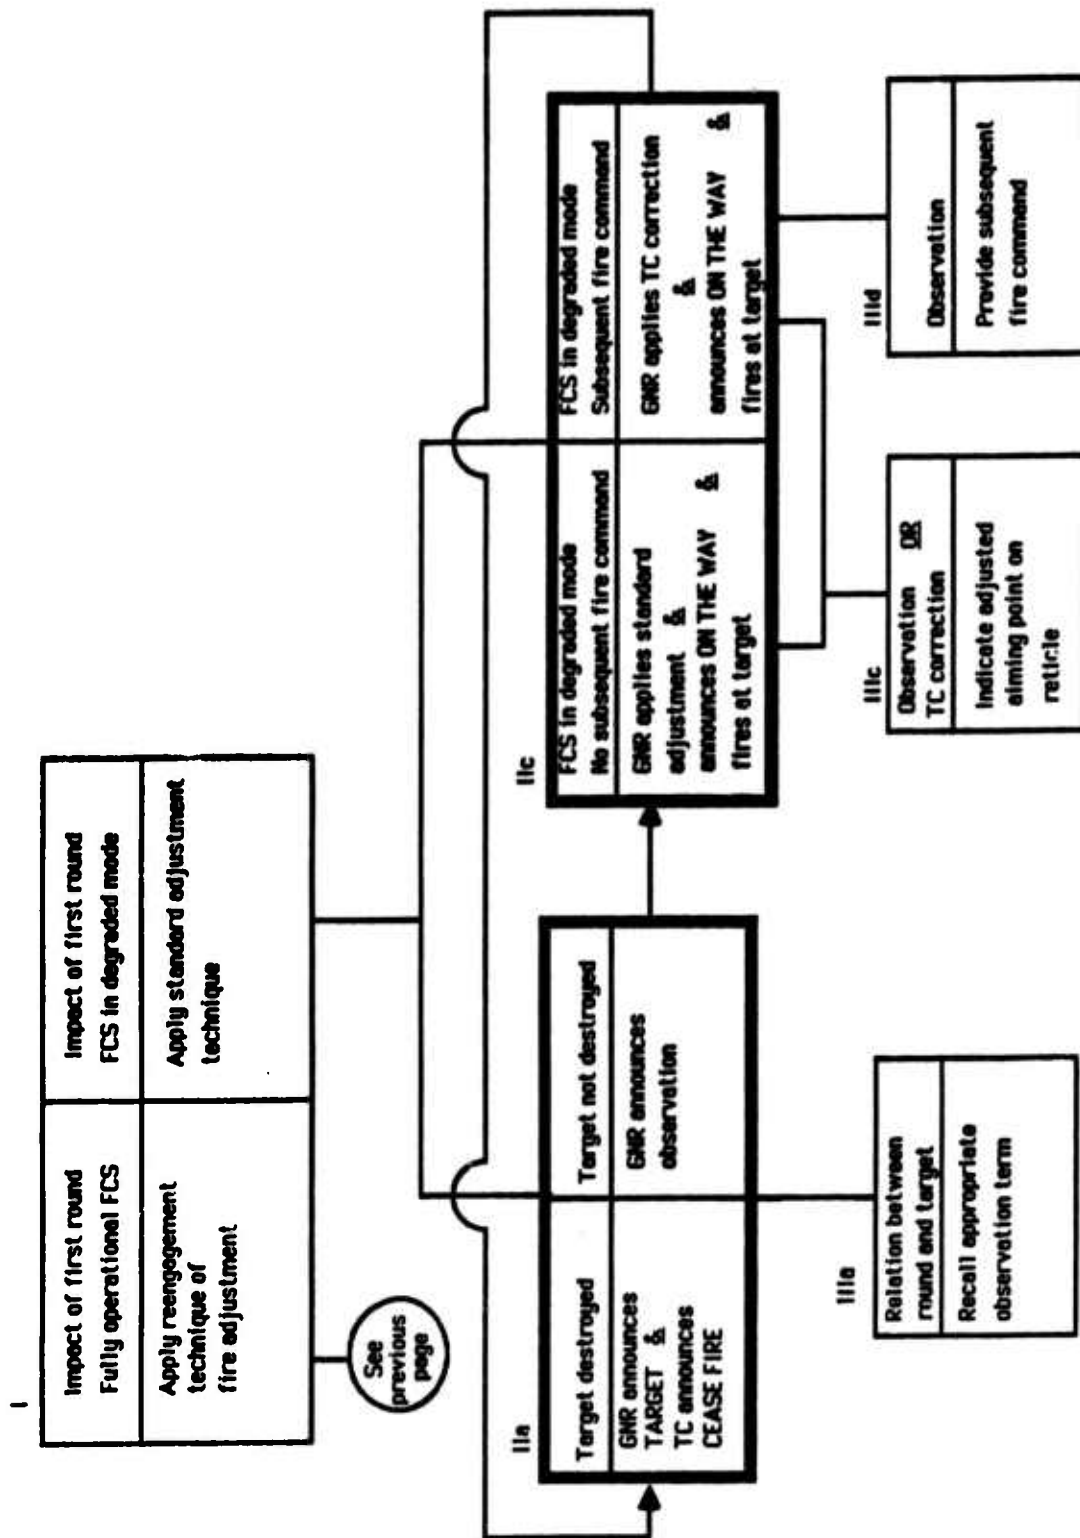 I
Impact of first round
Fully operational FCS
Apply reengagement
technique of
fire adjustment
Impact of first round
FCS in degraded mode
Apply standard adjustment
technique
See
previous
page
IIa
Target destroyed
GNR announces
TARGET &
TC announces
CEASE FIRE
Target not destroyed
GNR announces
observation
IIc
FCS in degraded mode
No subsequent fire command
GNR applies standard
adjustment &
announces ON THE WAY &
fires at target
FCS in degraded mode
Subsequent fire command
GNR applies TC correction
&
announces ON THE WAY &
fires at target
IIIa
Relation between
round and target
Recall appropriate
observation term
IIIc
Observation OR
TC correction
Indicate adjusted
aiming point on
reticle
IIId
Observation
Provide subsequent
fire command